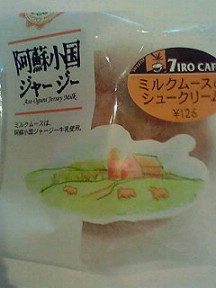 阿蘇小国
ジャージー
Aso Oguni Jersey Milk
ミルクムースは、
阿蘇小国ジャージー牛乳使用。
7IRO CAFE
ミルクムースの
シュークリーム
¥126